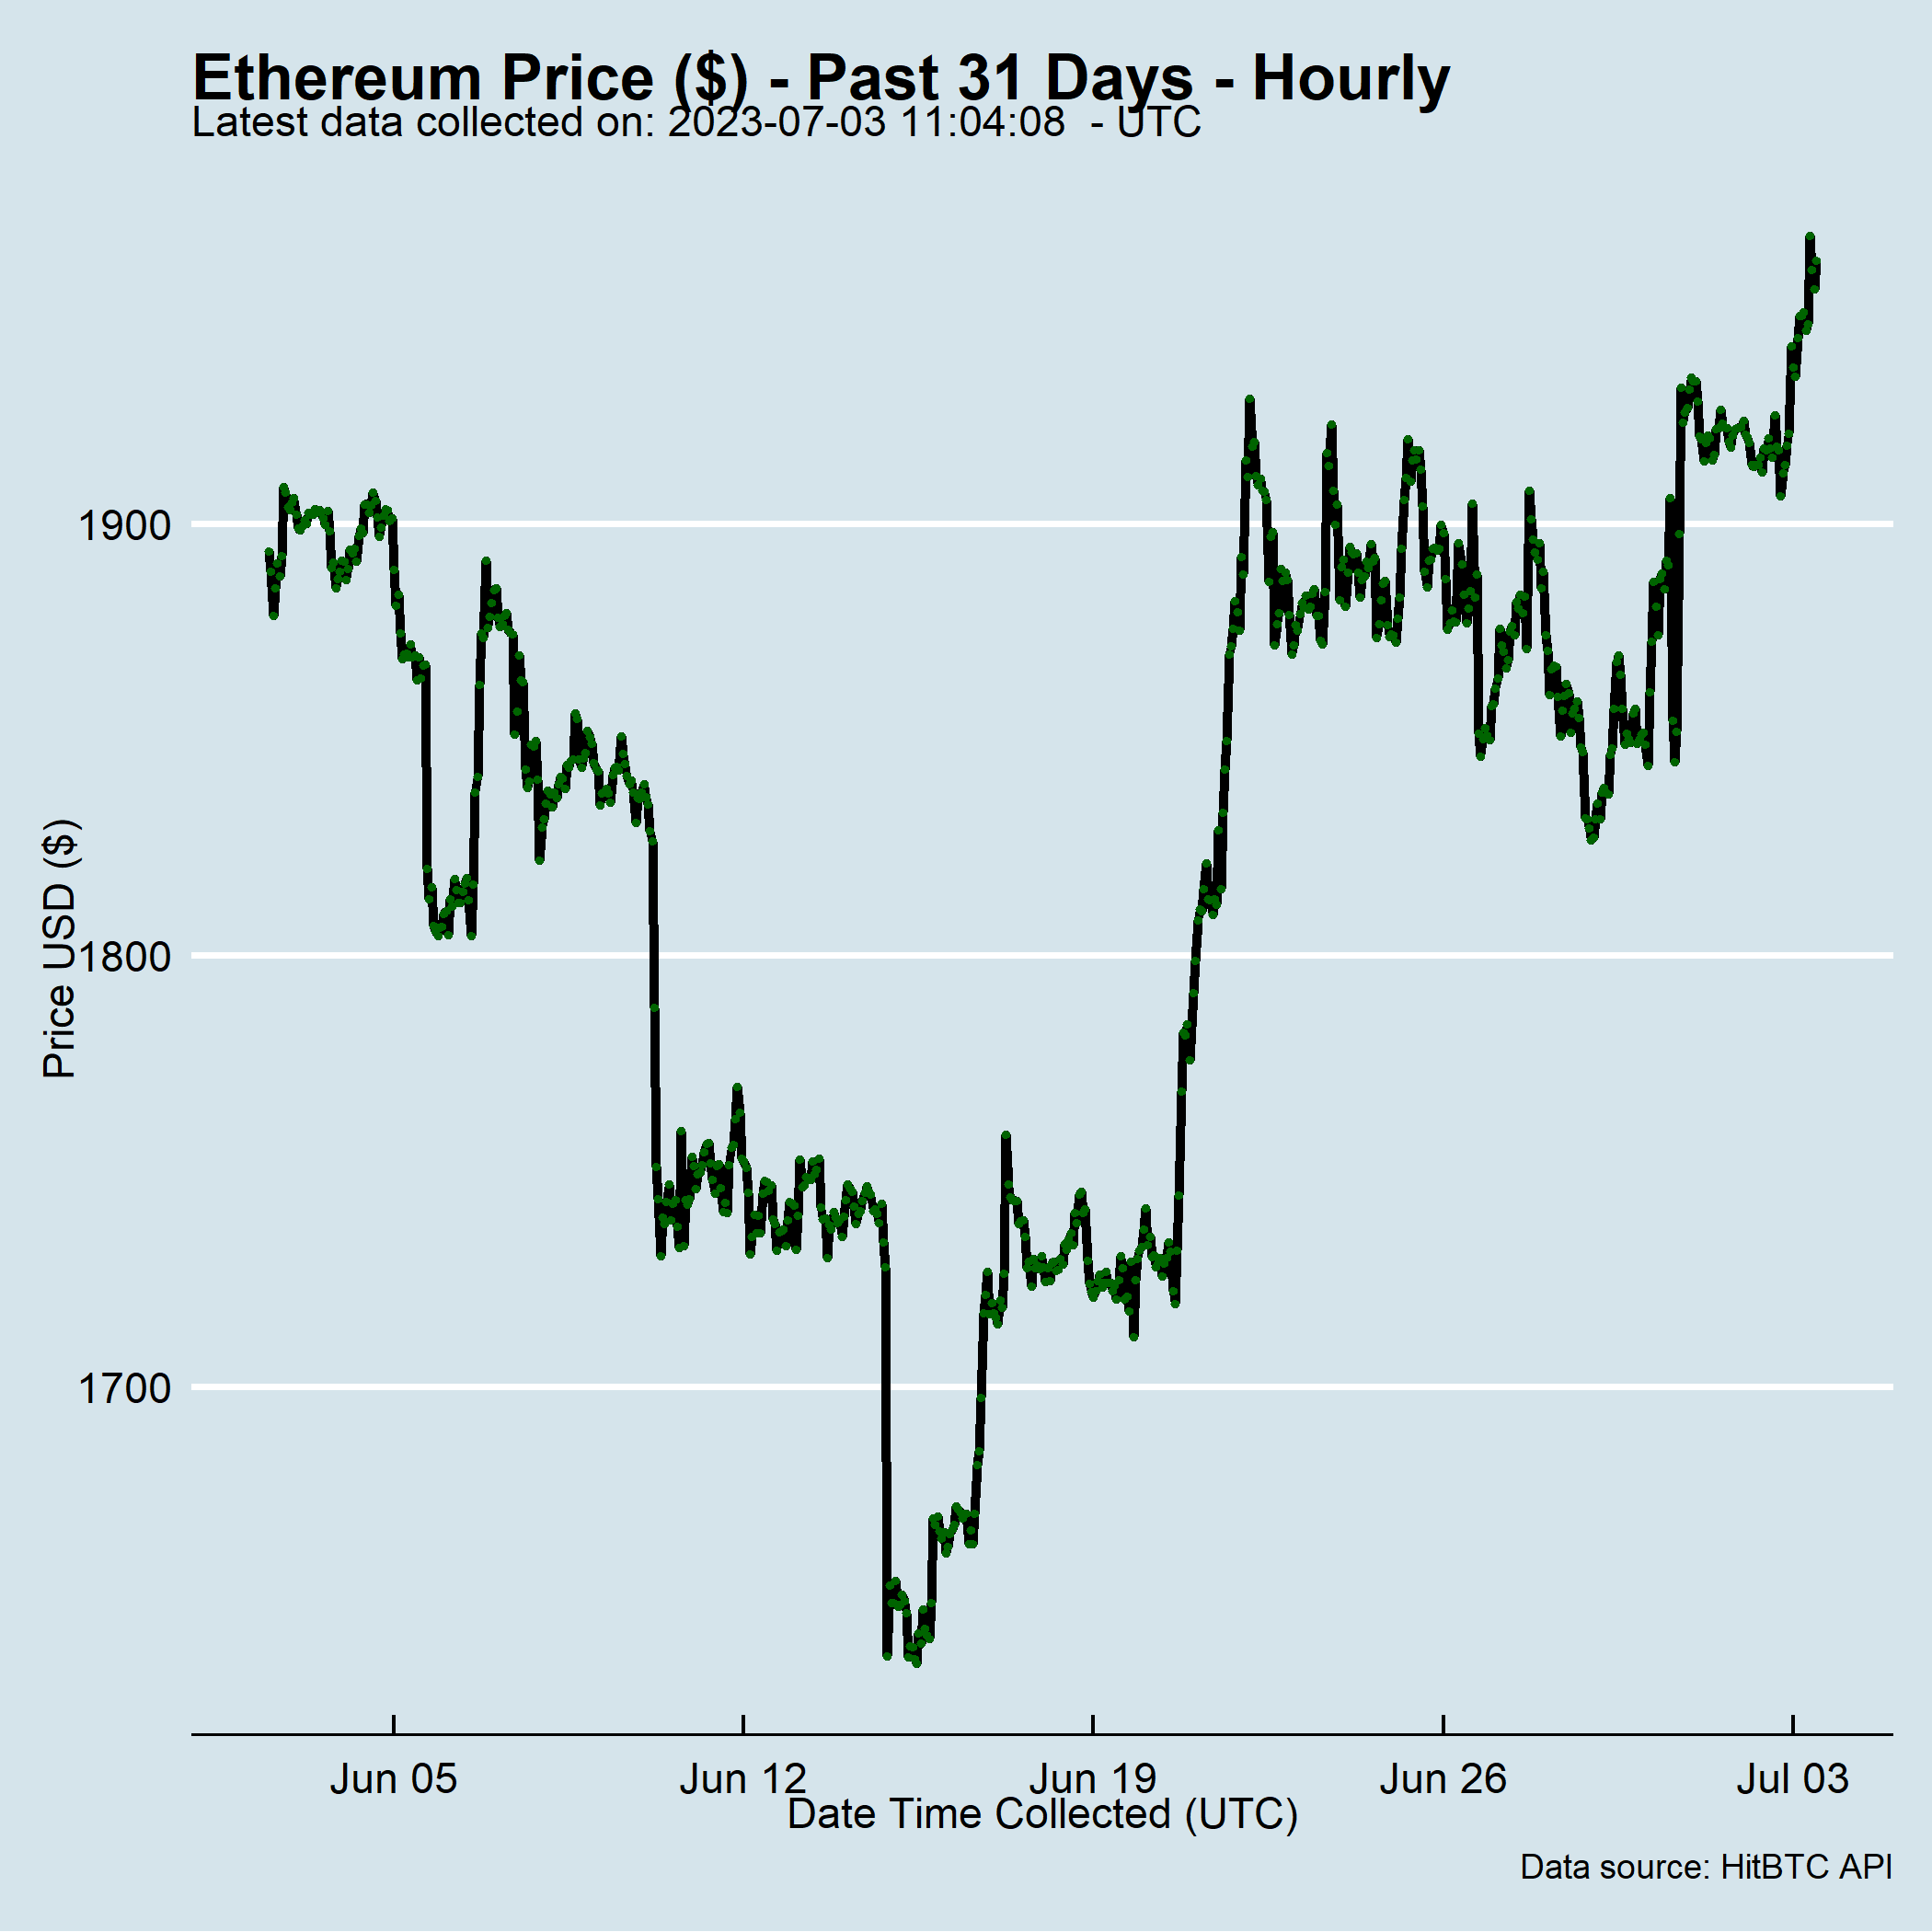 Ethereum Price ($) - Past 31 Days - Hourly
Latest data collected on: 2023-07-03 11:04:08  - UTC
Price USD ($)
1900
1800
1700
Jun 05
Jun 12
Jun 19
Jun 26
Jul 03
Date Time Collected (UTC)
Data source: HitBTC API